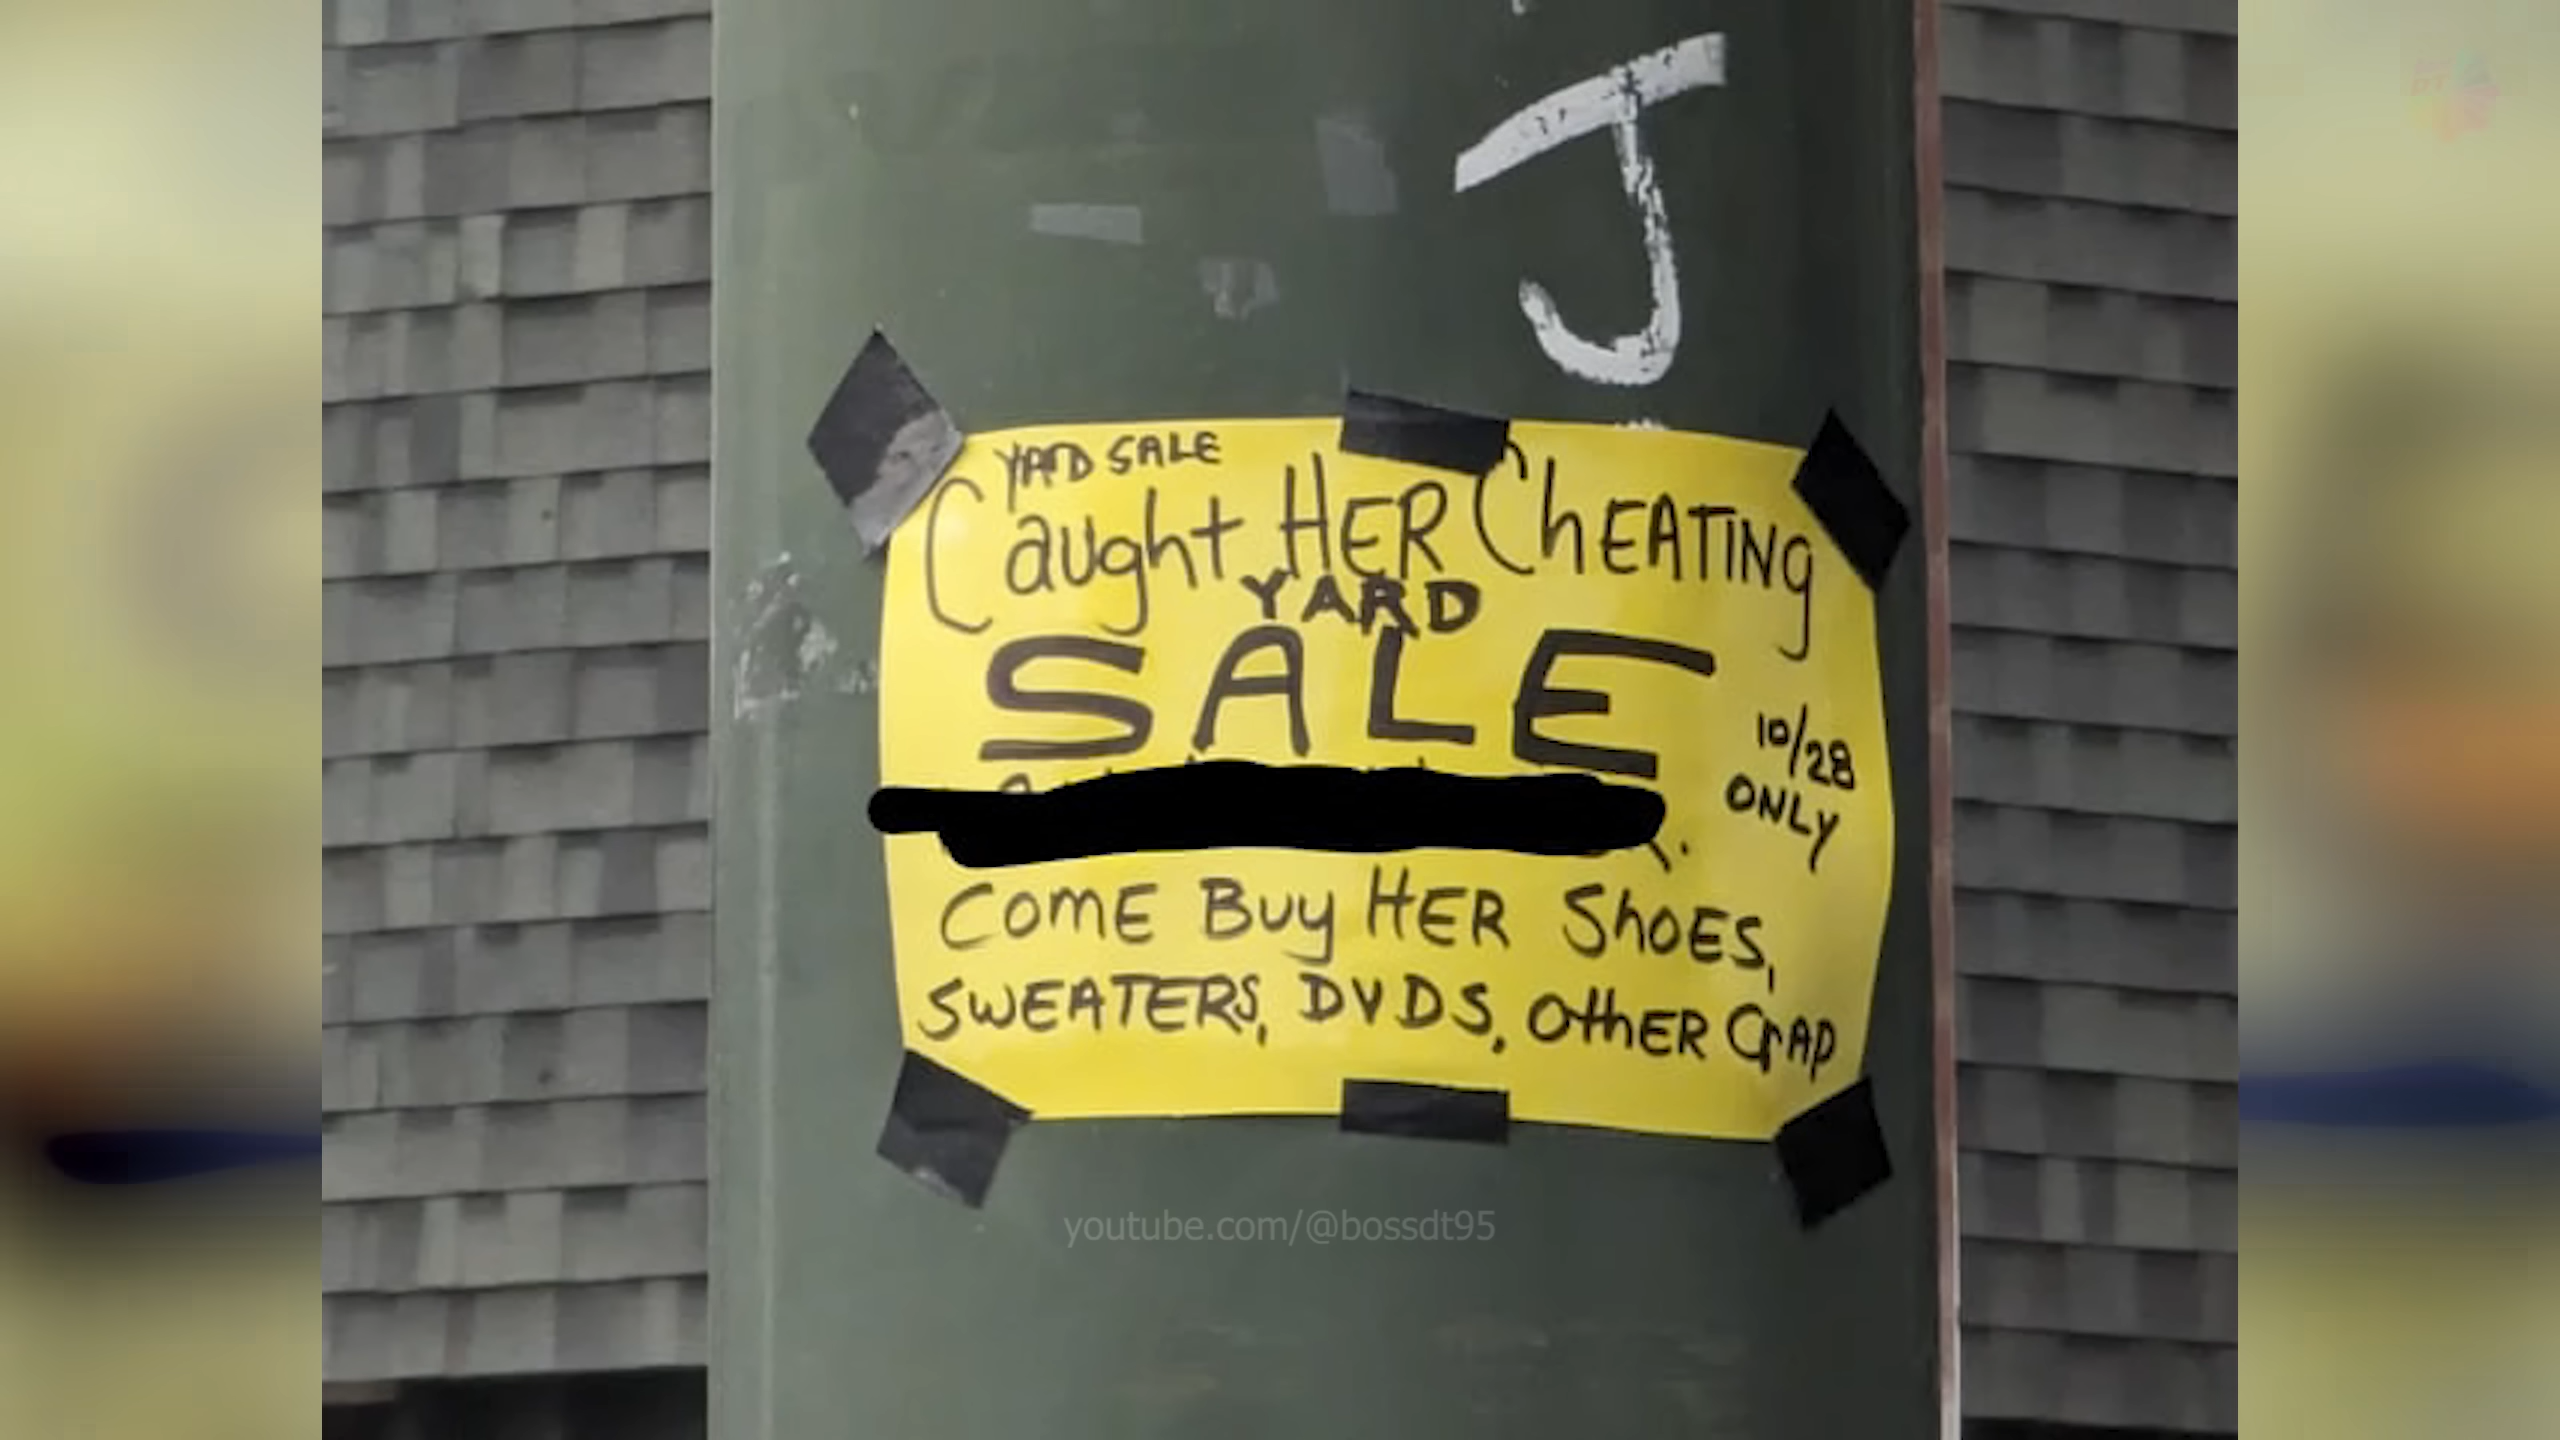 J
YARD SALE
Caught HER ChEATING
YARD
SALE
10/28
ONLY
COME BUY HER ShOES,
SWEATERS, DVDS, OthER CrAP
youtube.com/@bossdt95